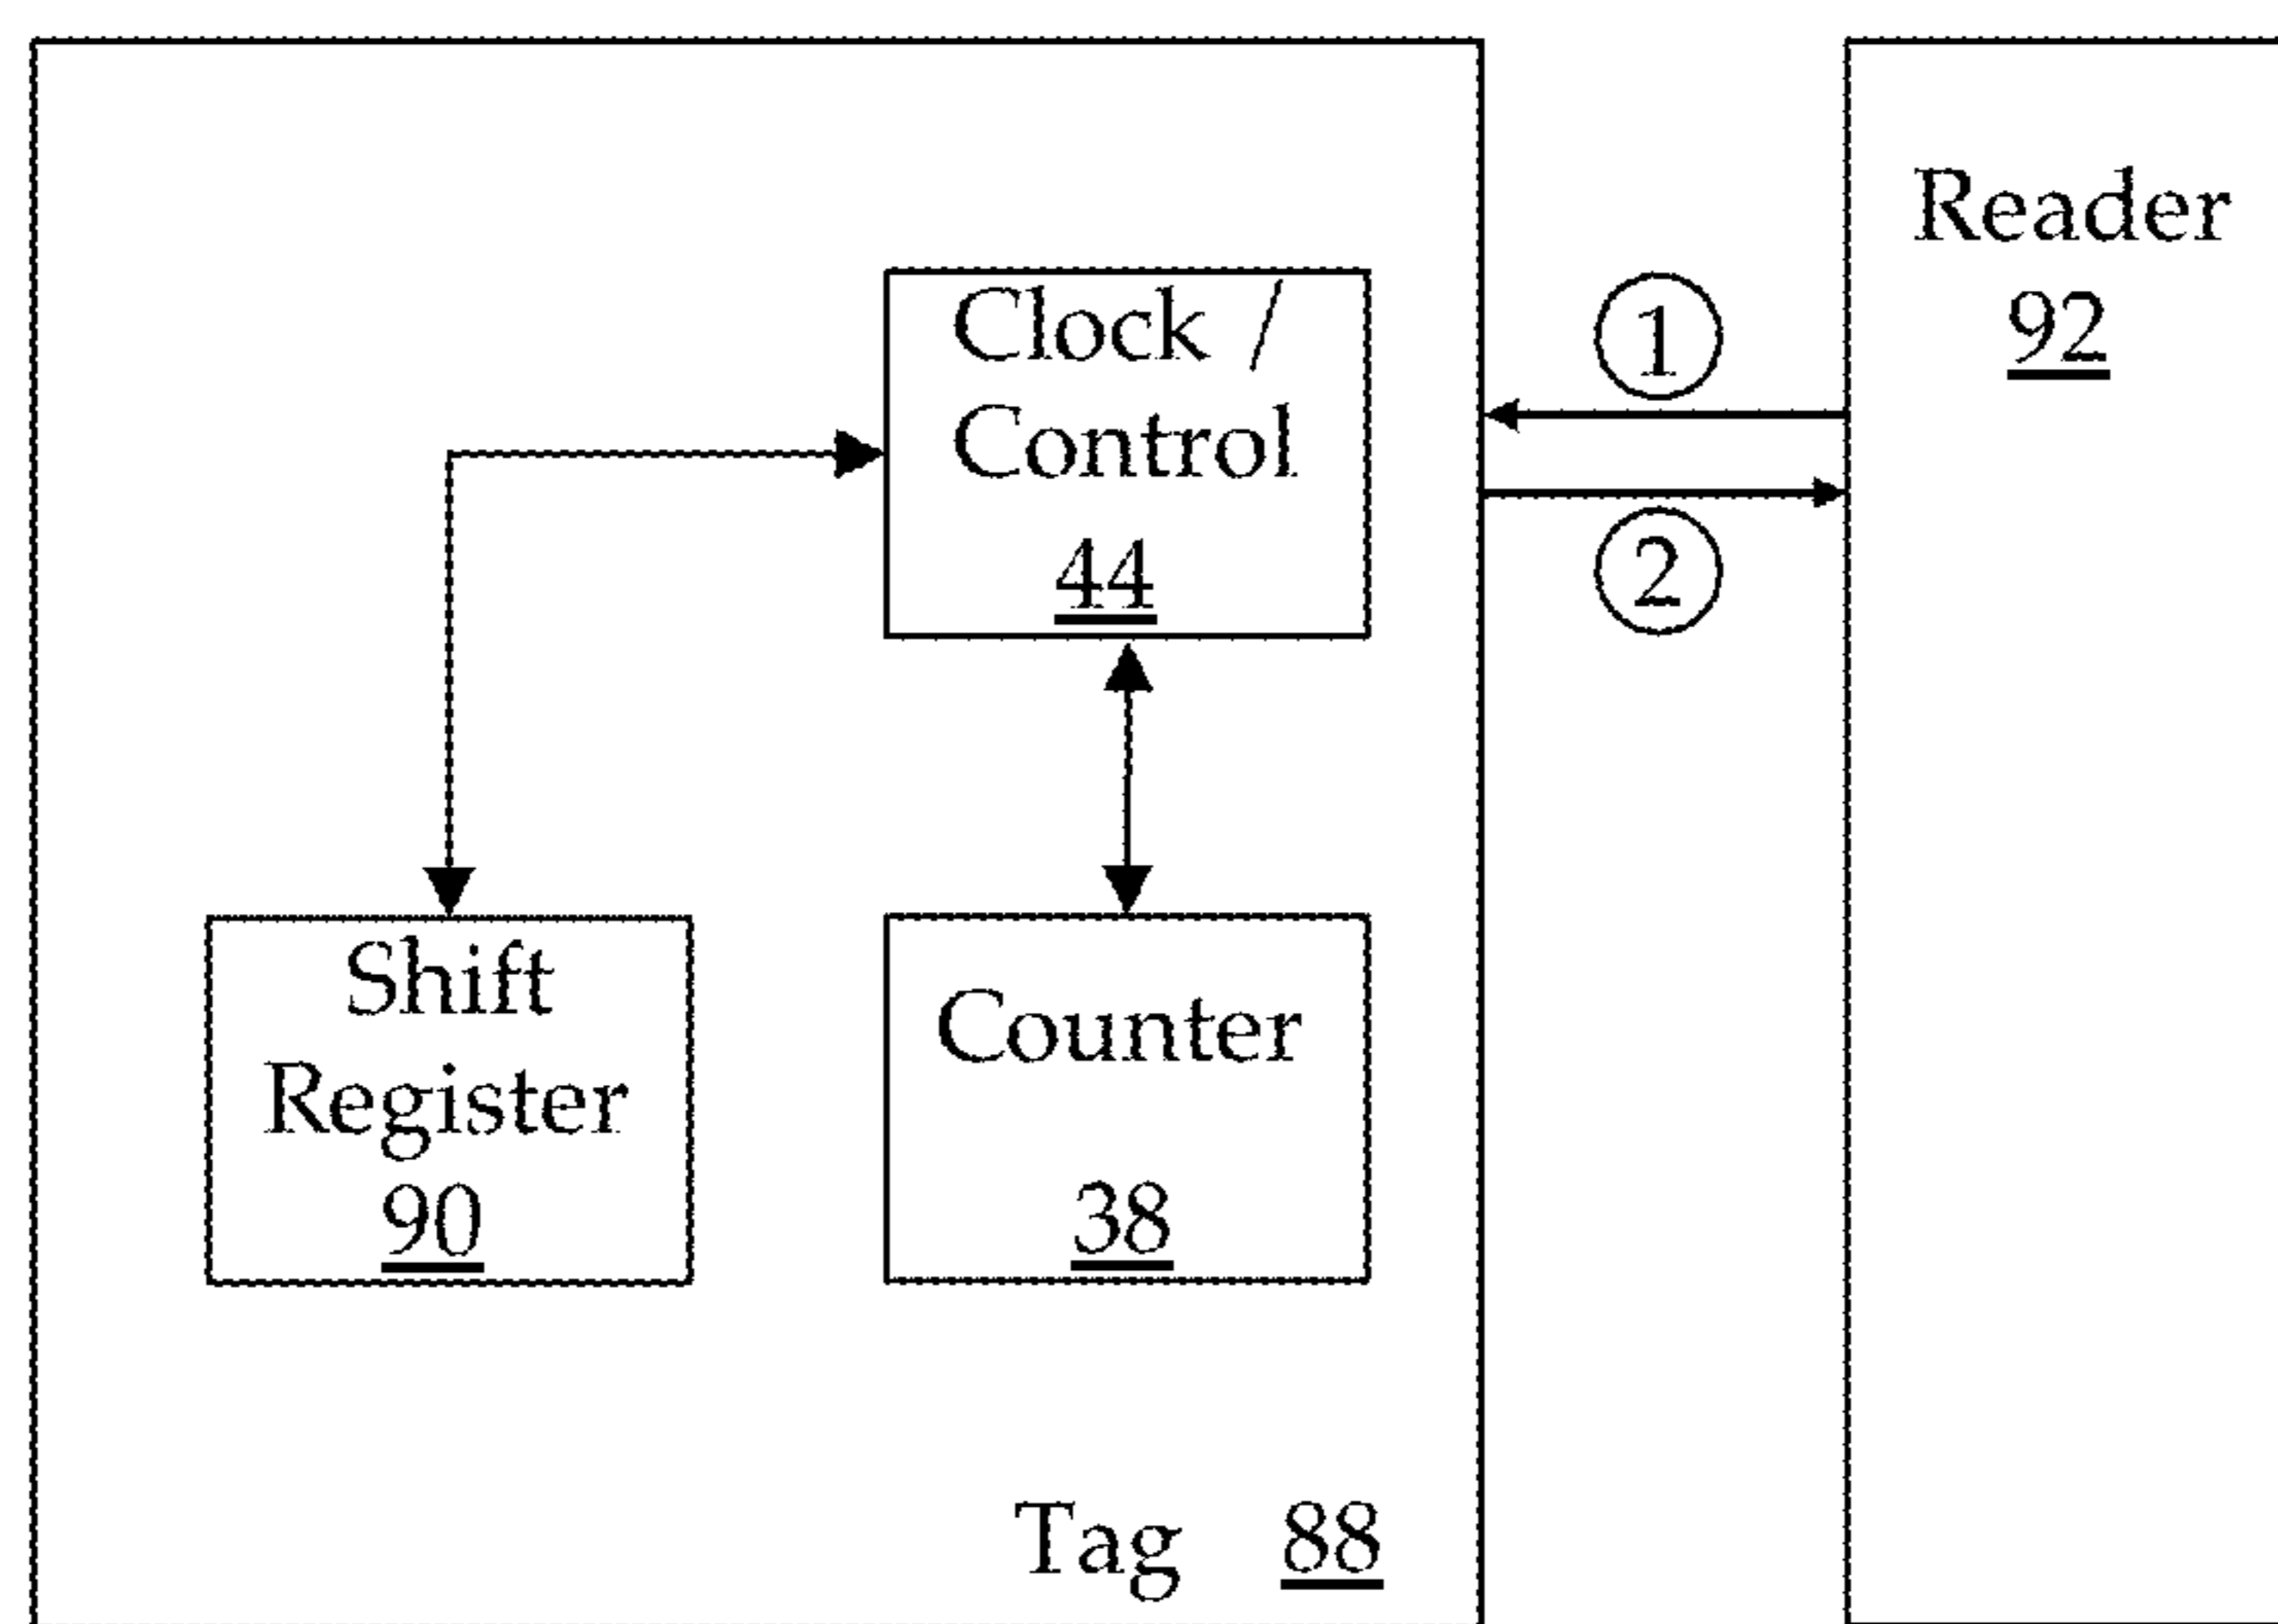 Clock /
Control
44
Shift
Register
90
Counter
38
Tag 88
1
2
Reader
92